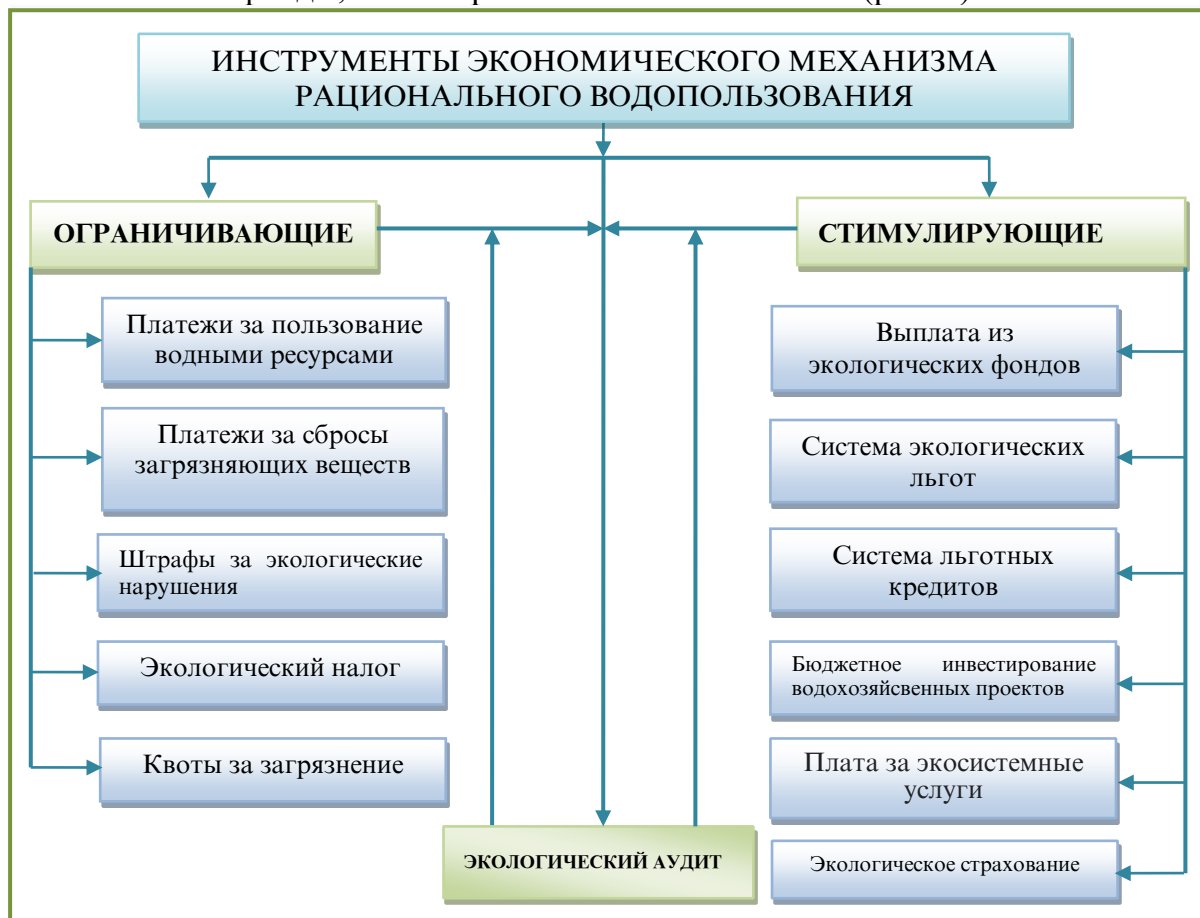 ИНСТРУМЕНТЫ ЭКОНОМИЧЕСКОГО МЕХАНИЗМА
РАЦИОНАЛЬНОГО ВОДОПОЛЬЗОВАНИЯ
ОГРАНИЧИВАЮЩИЕ
Платежи за пользование
водными ресурсами
Платежи за сбросы
загрязняющих веществ
Штрафы за экологические
нарушения
Экологический налог
Квоты за загрязнение
СТИМУЛИРУЮЩИЕ
Выплата из
экологических фондов
Система экологических
льгот
Система льготных
кредитов
Бюджетное инвестирование
водохозяйсвенных проектов
Плата за экосистемные
услуги
Экологическое страхование
ЭКОЛОГИЧЕСКИЙ АУДИТ